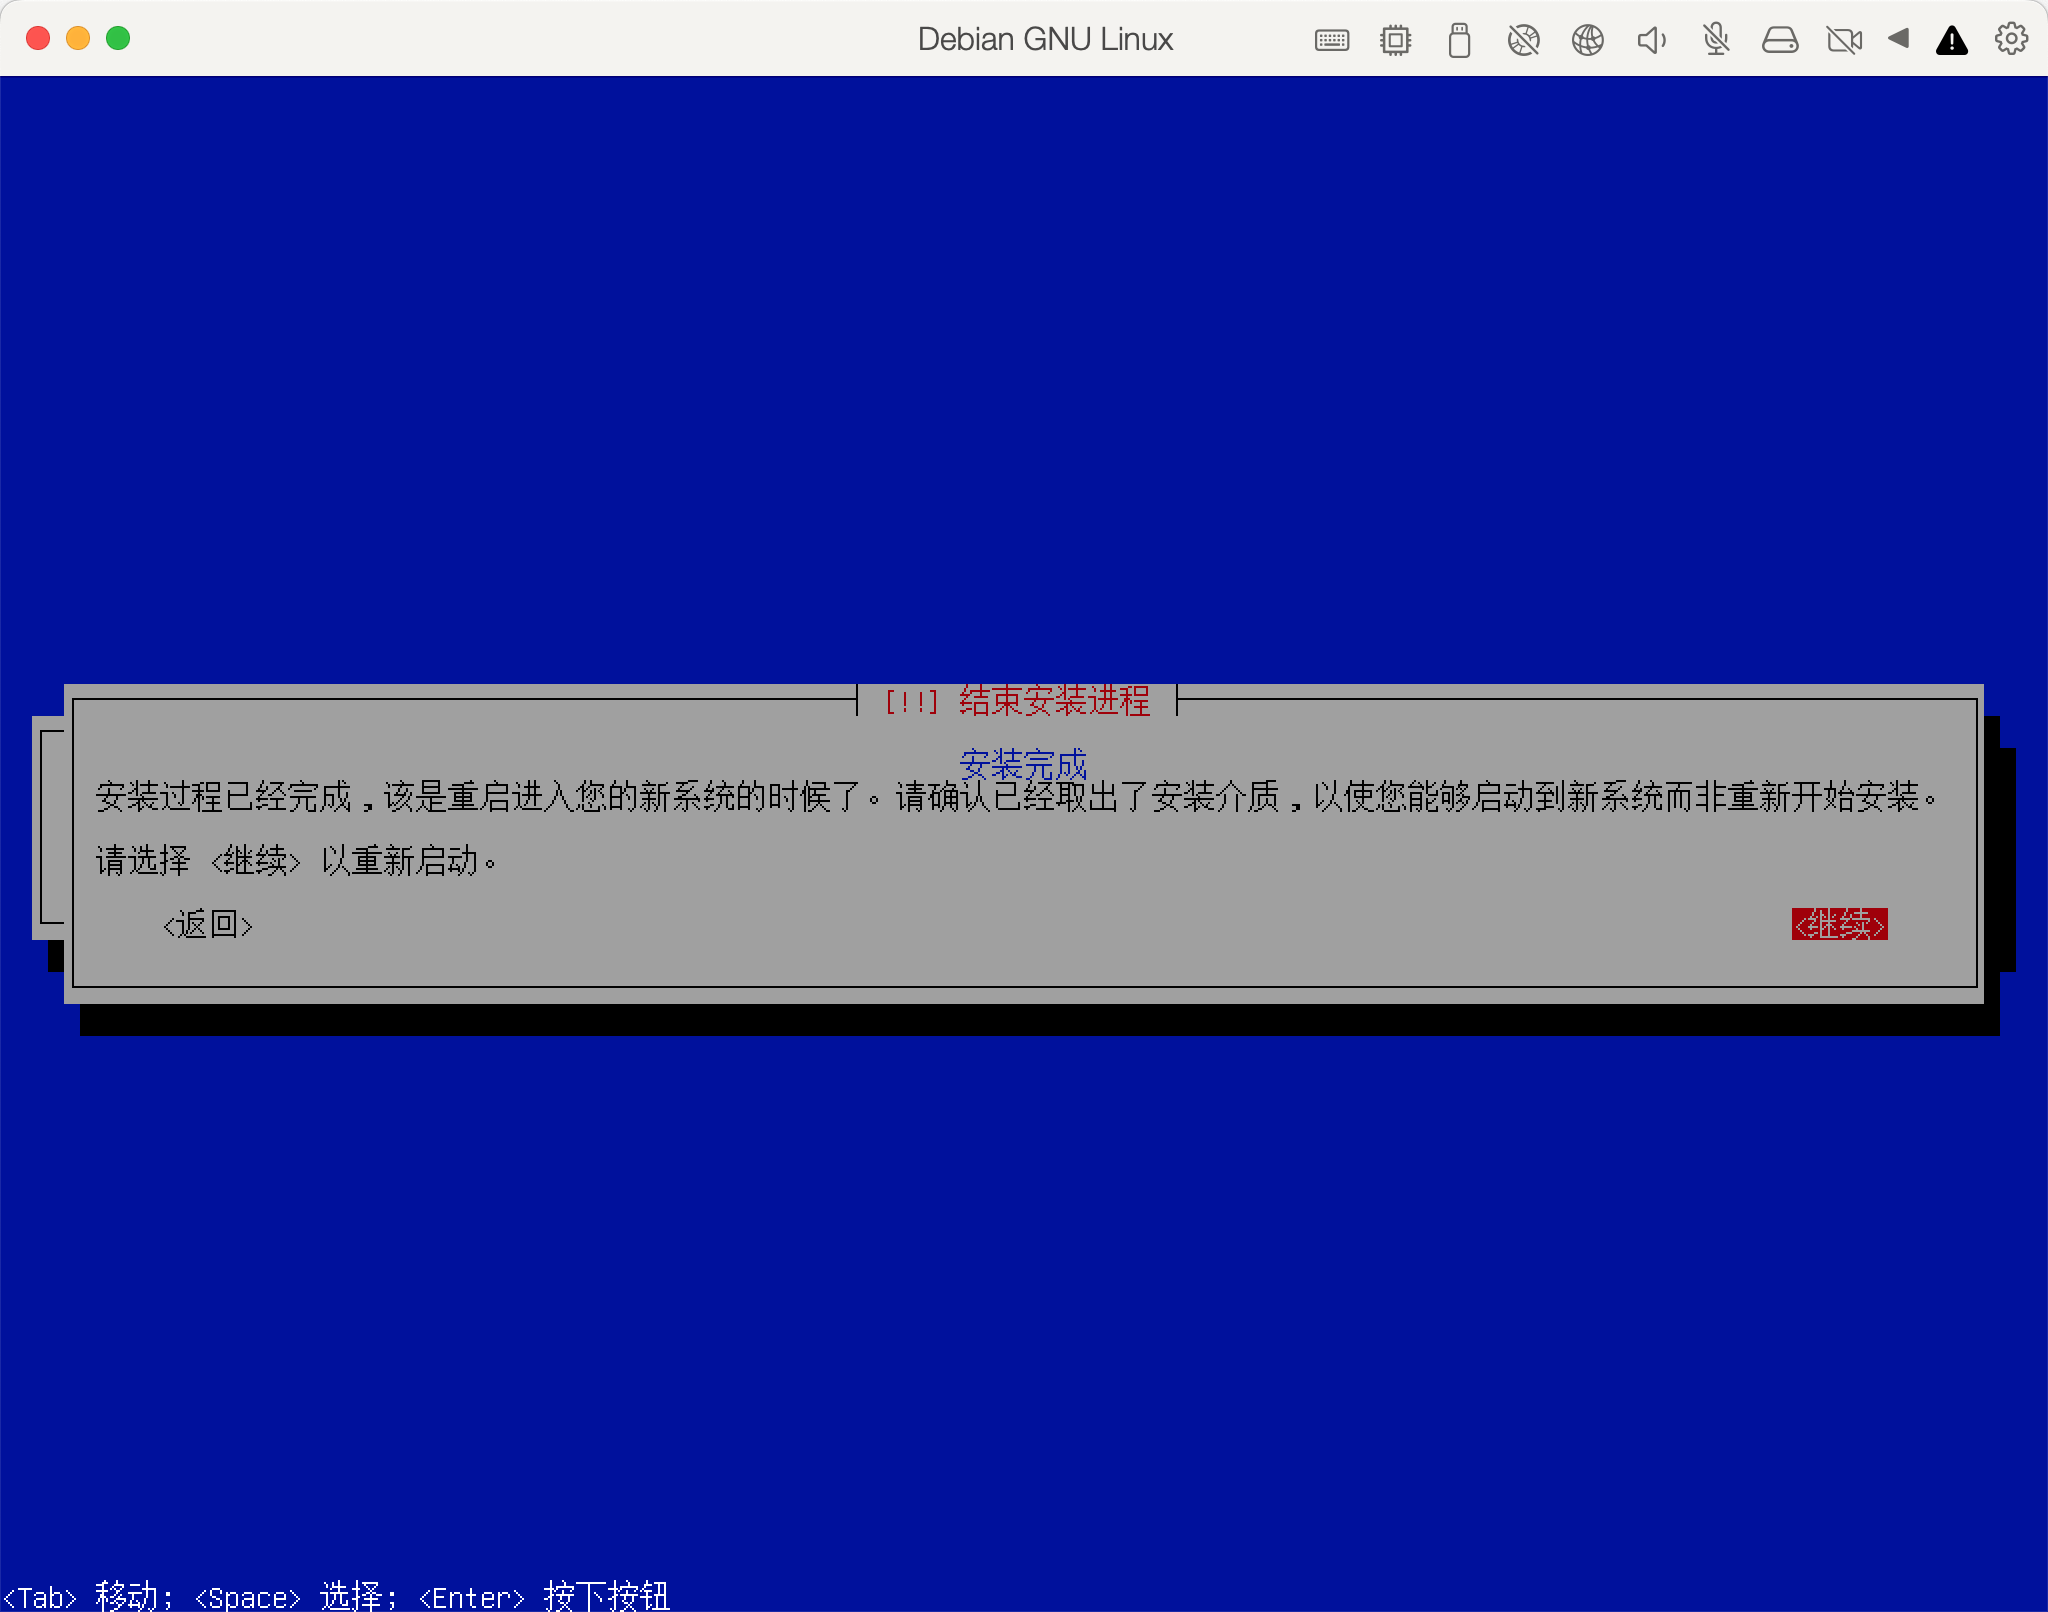 Debian GNU Linux
[!!] 结束安装进程
安装完成
安装过程已经完成,该是重启进入您的新系统的时候了。请确认已经取出了安装介质,以使您能够启动到新系统而非重新开始安装。
请选择 <继续> 以重新启动。
<返回> <继续>
<Tab> 移动; <Space> 选择; <Enter> 按下按钮